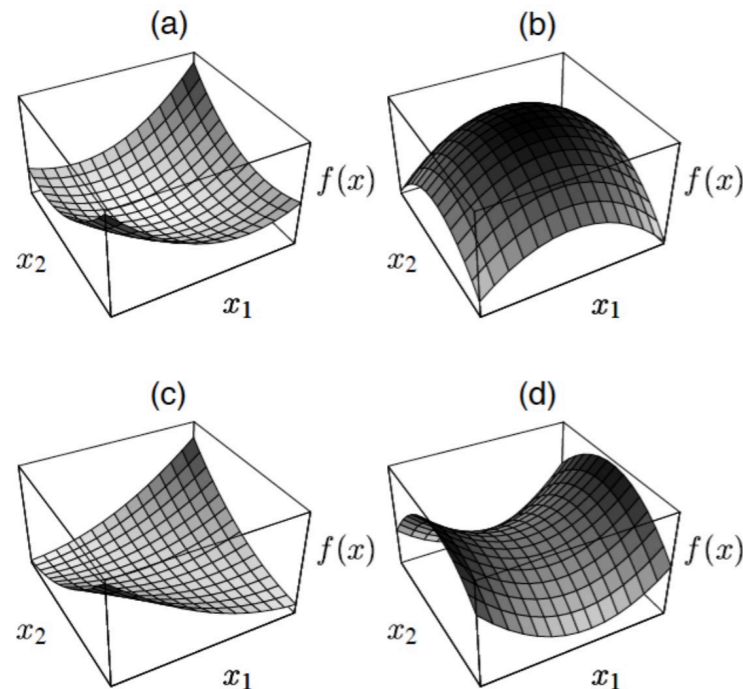 (a)
(b)
f(x)
f(x)
x₂
x₂
x₁
x₁
(c)
(d)
f(x)
f(x)
x₂
x₂
x₁
x₁